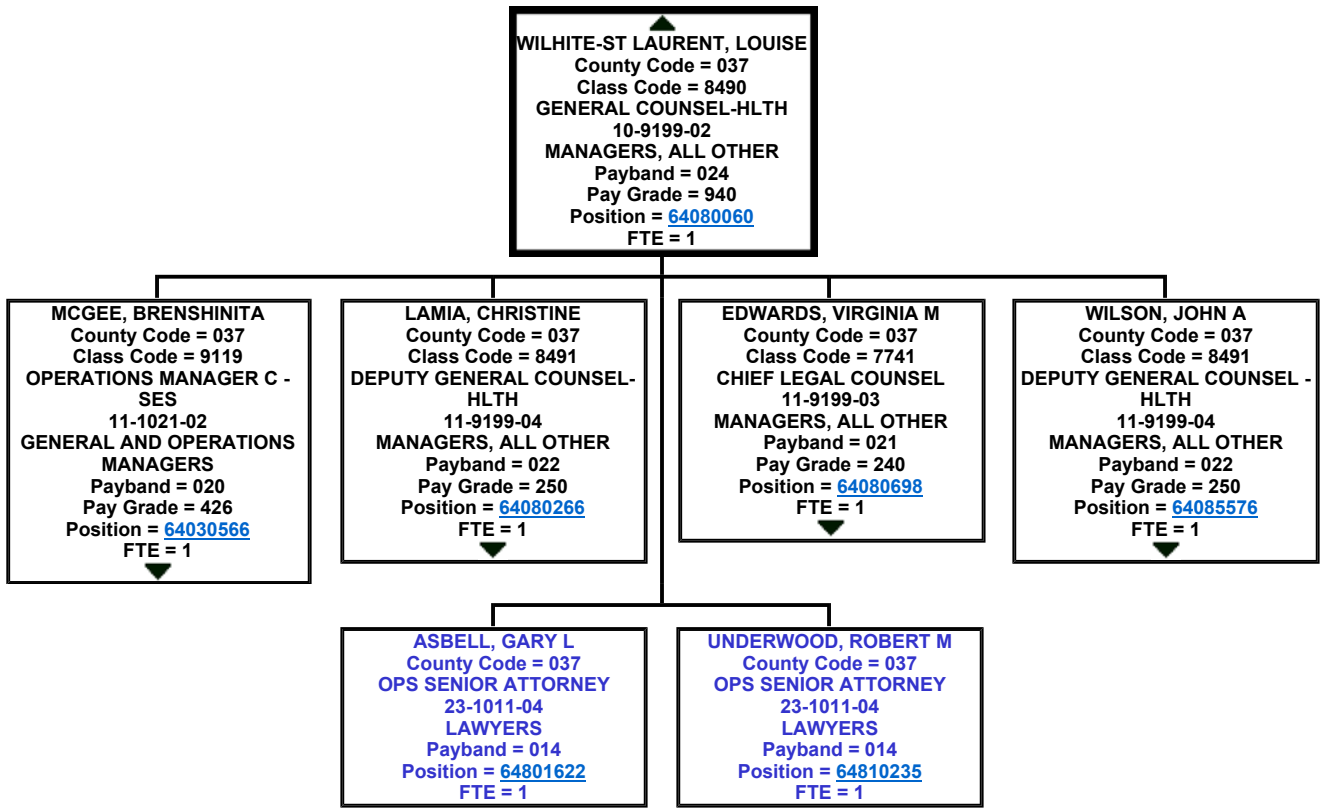 WILHITE-ST LAURENT, LOUISE
County Code = 037
Class Code = 8490
GENERAL COUNSEL-HLTH
10-9199-02
MANAGERS, ALL OTHER
Payband = 024
Pay Grade = 940
Position = 64080060
FTE = 1
MCGEE, BRENSHINITA
County Code = 037
Class Code = 9119
OPERATIONS MANAGER C -
SES
11-1021-02
GENERAL AND OPERATIONS
MANAGERS
Payband = 020
Pay Grade = 426
Position = 64030566
FTE = 1
LAMIA, CHRISTINE
County Code = 037
Class Code = 8491
DEPUTY GENERAL COUNSEL-
HLTH
11-9199-04
MANAGERS, ALL OTHER
Payband = 022
Pay Grade = 250
Position = 64080266
FTE = 1
EDWARDS, VIRGINIA M
County Code = 037
Class Code = 7741
CHIEF LEGAL COUNSEL
11-9199-03
MANAGERS, ALL OTHER
Payband = 021
Pay Grade = 240
Position = 64080698
FTE = 1
WILSON, JOHN A
County Code = 037
Class Code = 8491
DEPUTY GENERAL COUNSEL -
HLTH
11-9199-04
MANAGERS, ALL OTHER
Payband = 022
Pay Grade = 250
Position = 64085576
FTE = 1
ASBELL, GARY L
County Code = 037
OPS SENIOR ATTORNEY
23-1011-04
LAWYERS
Payband = 014
Position = 64801622
FTE = 1
UNDERWOOD, ROBERT M
County Code = 037
OPS SENIOR ATTORNEY
23-1011-04
LAWYERS
Payband = 014
Position = 64810235
FTE = 1